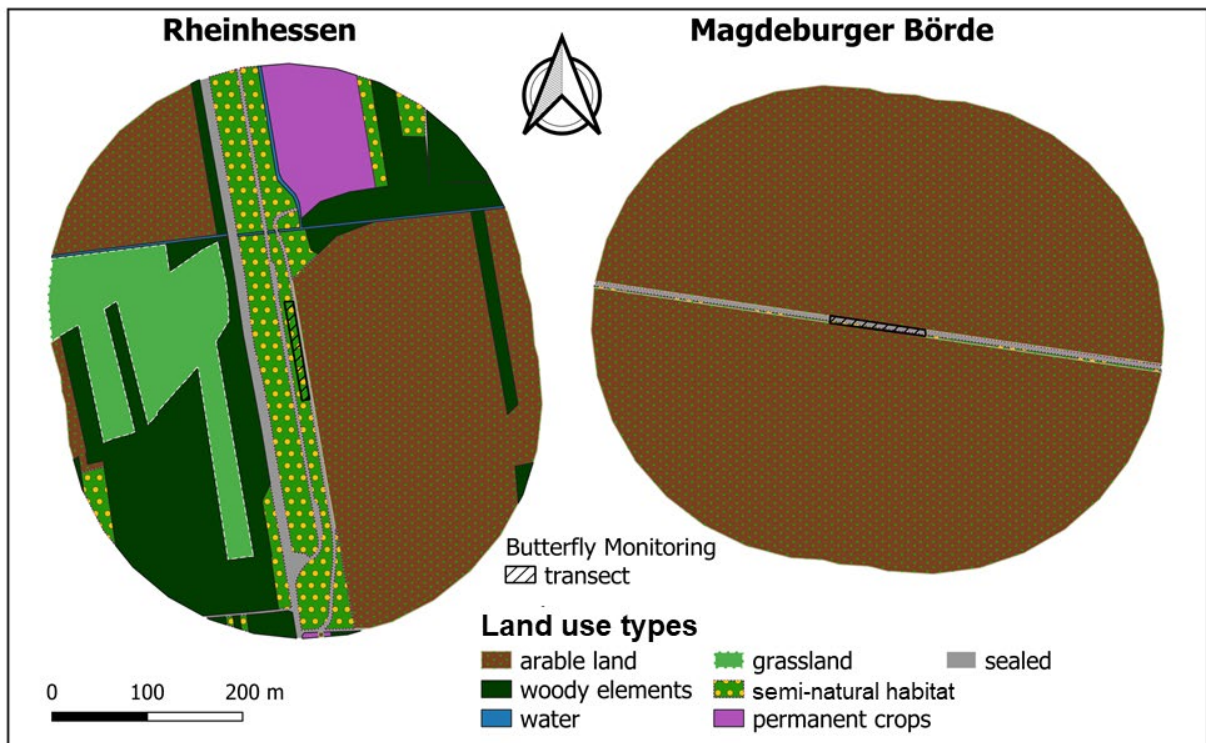 Rheinhessen
Magdeburger Börde
Butterfly Monitoring
transect
Land use types
arable land
grassland
sealed
woody elements
semi-natural habitat
water
permanent crops
0 100 200 m